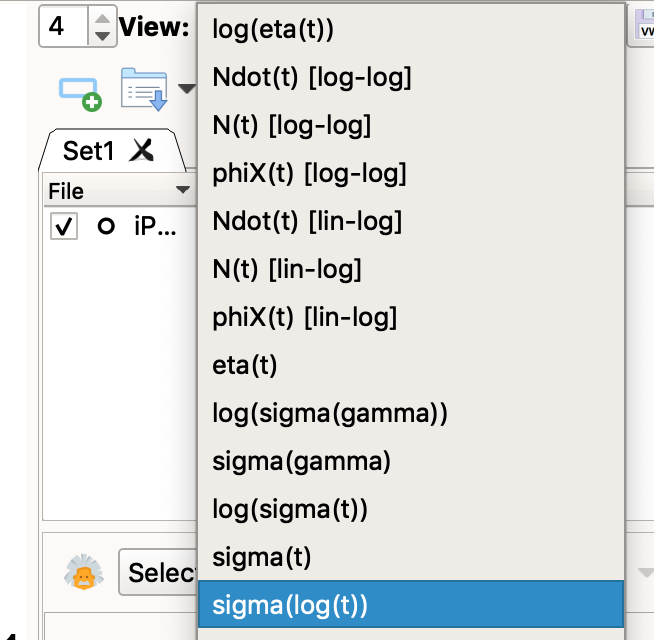 4 View:
log(eta(t))
Ndot(t) [log-log]
N(t) [log-log]
phiX(t) [log-log]
Ndot(t) [lin-log]
N(t) [lin-log]
phiX(t) [lin-log]
eta(t)
log(sigma(gamma))
sigma(gamma)
log(sigma(t))
sigma(t)
sigma(log(t))
Set1
File
iP...